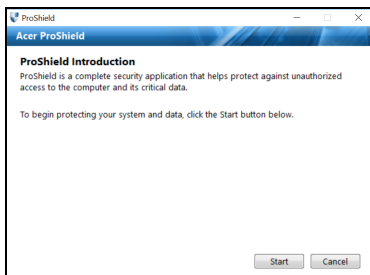 ProShield
Acer ProShield
ProShield Introduction
ProShield is a complete security application that helps protect against unauthorized
access to the computer and its critical data.
To begin protecting your system and data, click the Start button below.
Start Cancel